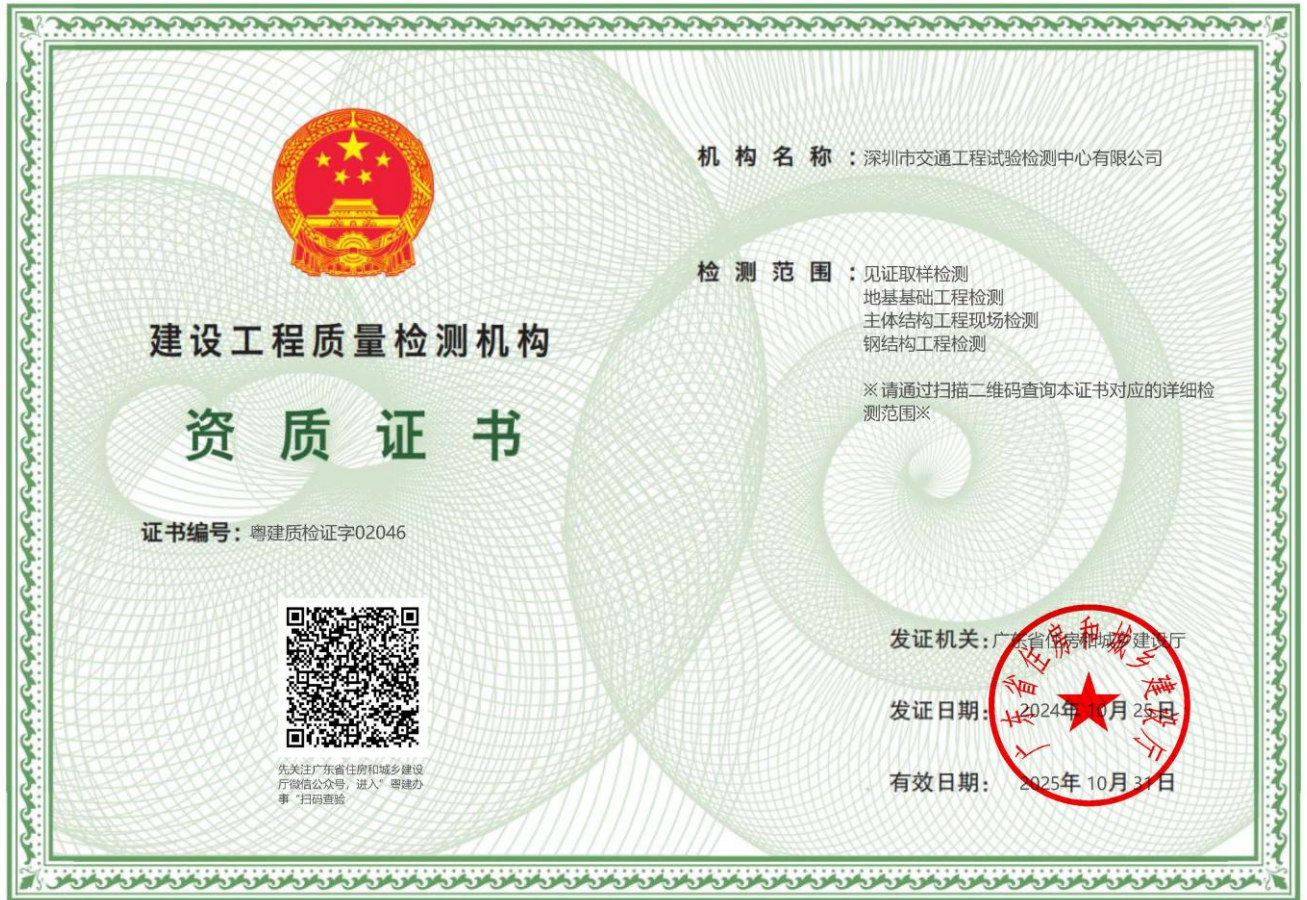 建设工程质量检测机构
资质证书
证书编号：粤建质检证字02046
先关注广东省住房和城乡建设
厅微信公众号，进入”粤建办
事“扫码查验
机构名称：深圳市交通工程试验检测中心有限公司
检测范围：见证取样检测
地基基础工程检测
主体结构工程现场检测
钢结构工程检测
※请通过扫描二维码查询本证书对应的详细检
测范围※
发证机关：广东省住房和城乡建设厅
发证日期：2024年10月25日
有效日期：2025年10月31日
广东省住房和城乡建设厅